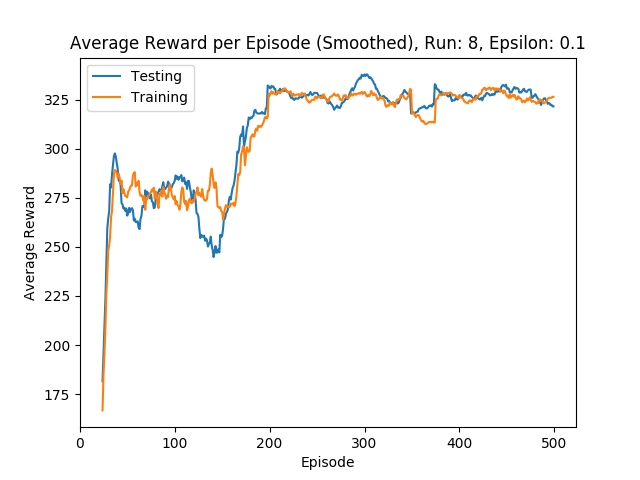 Average Reward per Episode (Smoothed), Run: 8, Epsilon: 0.1
Testing
Training
Average Reward
325
300
275
250
225
200
175
0 100 200 300 400 500
Episode